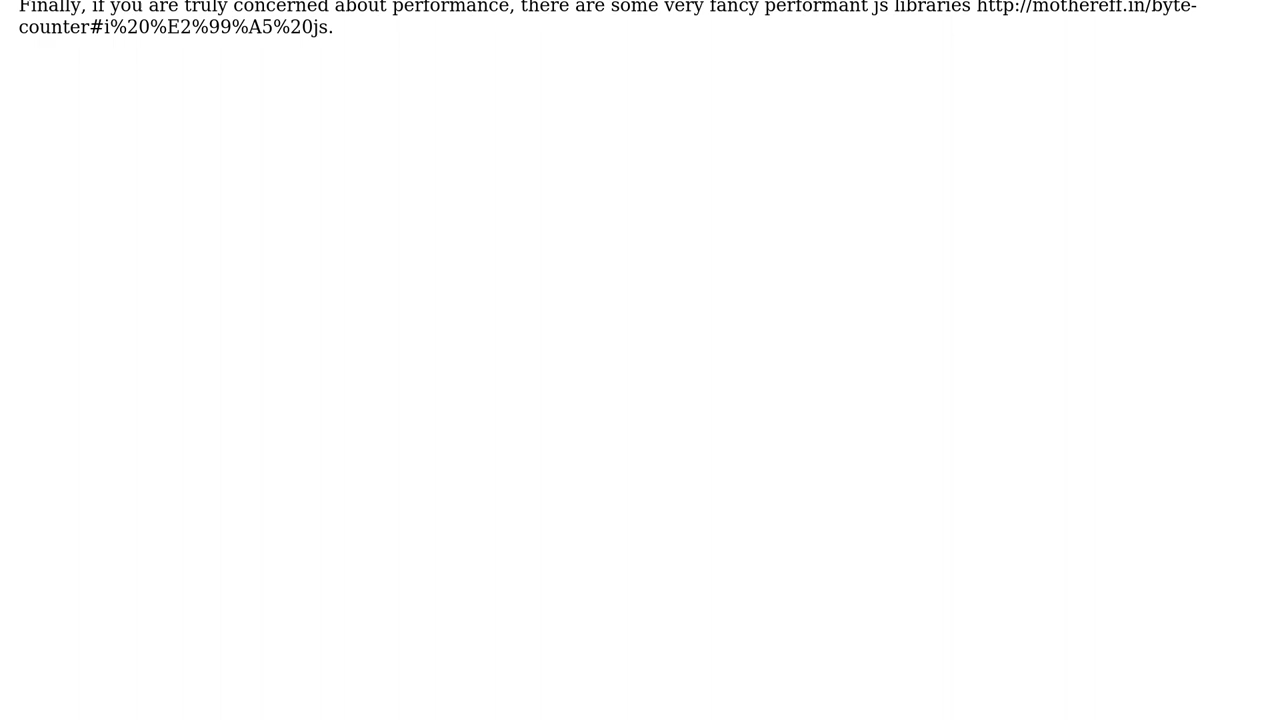 Finally, if you are truly concerned about performance, there are some very fancy performant js libraries http://mothereff.in/byte-
counter#i%20%E2%99%A5%20js.